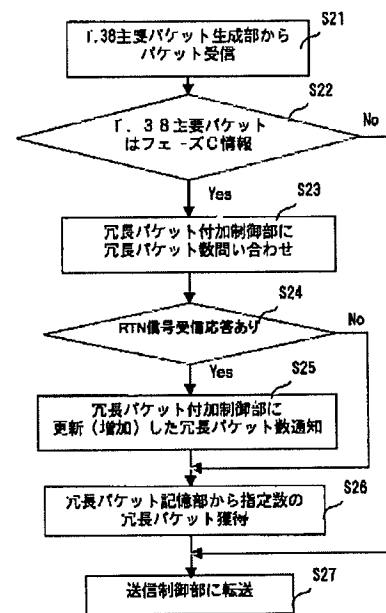 S21
T.38主要パケット生成部から
パケット受信
S22
T．38主要パケット
はフェーズC情報
No
Yes
S23
冗長パケット付加制御部に
冗長パケット数問い合わせ
S24
RTN信号受信応答あり
No
Yes
S25
冗長パケット付加制御部に
更新（増加）した冗長パケット数通知
S26
冗長パケット記憶部から指定数の
冗長パケット獲得
S27
送信制御部に転送